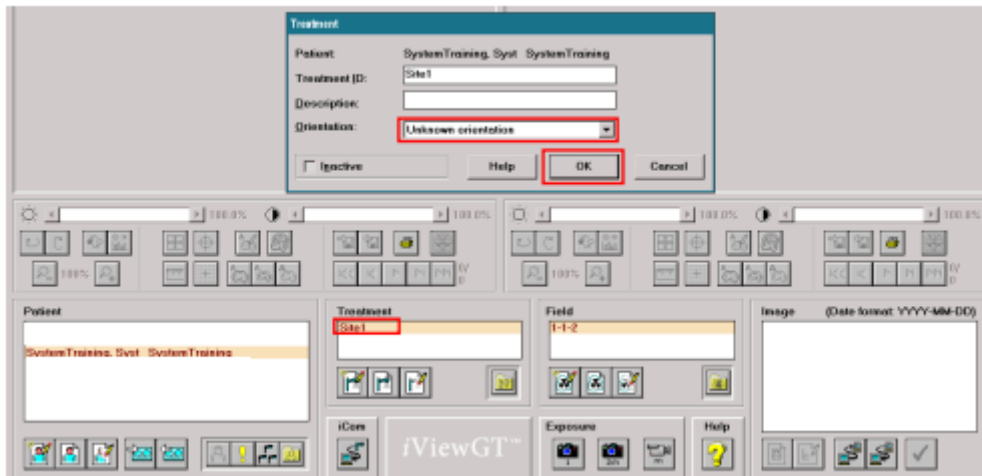 Treatment
Patient: SystemTraining, Syst SystemTraining
Treatment ID: Site1
Description:
Orientation: Unknown orientation
Inactive Help OK Cancel
100.0% 100.0% 100.0% 100.0%
100% 100%
Patient Treatment Field Image (Date format: YYYY-MM-DD)
Site1 1-1-2
SystemTraining, Syst SystemTraining
iCom Exposure Help
iViewGT™